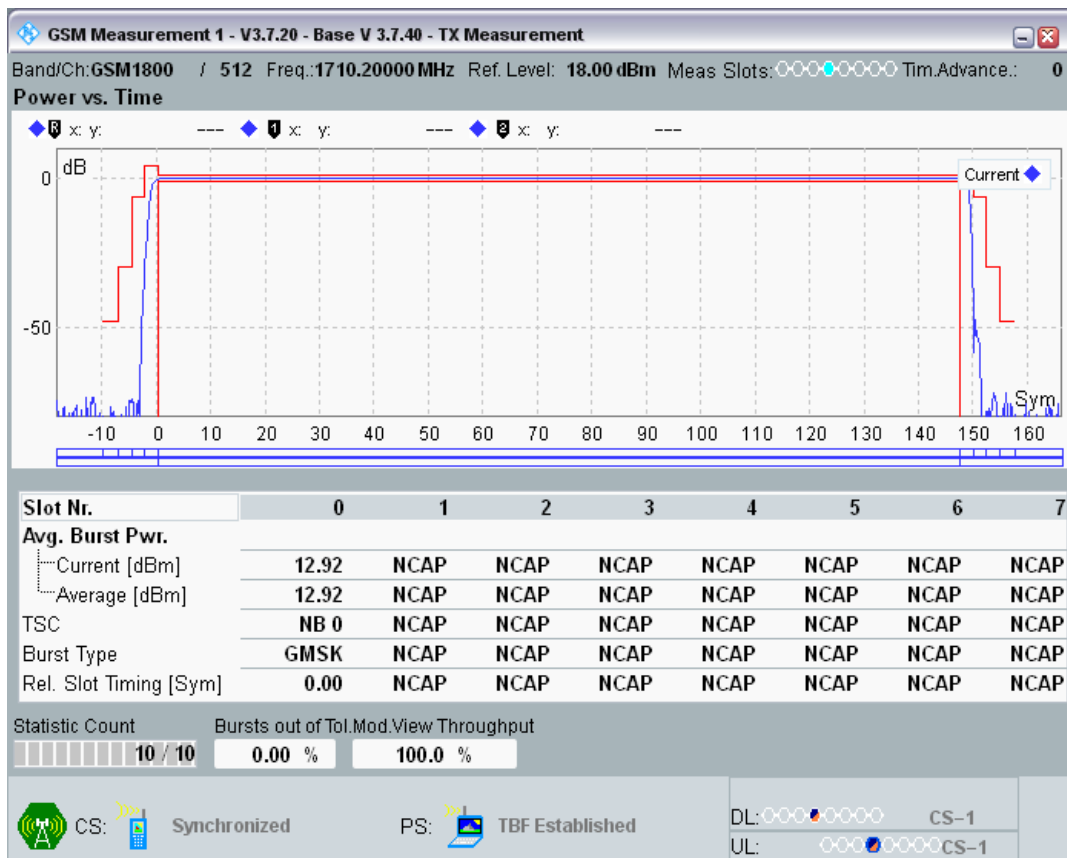 GSM Measurement 1 - V3.7.20 - Base V 3.7.40 - TX Measurement
Band/Ch:GSM1800 / 512 Freq.:1710.20000 MHz Ref. Level: 18.00 dBm Meas Slots: Tim.Advance.: 0
Power vs. Time
R x: y: --- 1 x: y: --- 2 x: y: ---
dB
Current
0
-50
Sym
-10 0 10 20 30 40 50 60 70 80 90 100 110 120 130 140 150 160
Slot Nr. 0 1 2 3 4 5 6 7
Avg. Burst Pwr.
Current [dBm] 12.92 NCAP NCAP NCAP NCAP NCAP NCAP NCAP
Average [dBm] 12.92 NCAP NCAP NCAP NCAP NCAP NCAP NCAP
TSC NB 0 NCAP NCAP NCAP NCAP NCAP NCAP NCAP
Burst Type GMSK NCAP NCAP NCAP NCAP NCAP NCAP NCAP
Rel. Slot Timing [Sym] 0.00 NCAP NCAP NCAP NCAP NCAP NCAP NCAP
Statistic Count Bursts out of Tol.Mod.View Throughput
10 / 10 0.00 % 100.0 %
CS: Synchronized PS: TBF Established
DL: CS-1
UL: CS-1